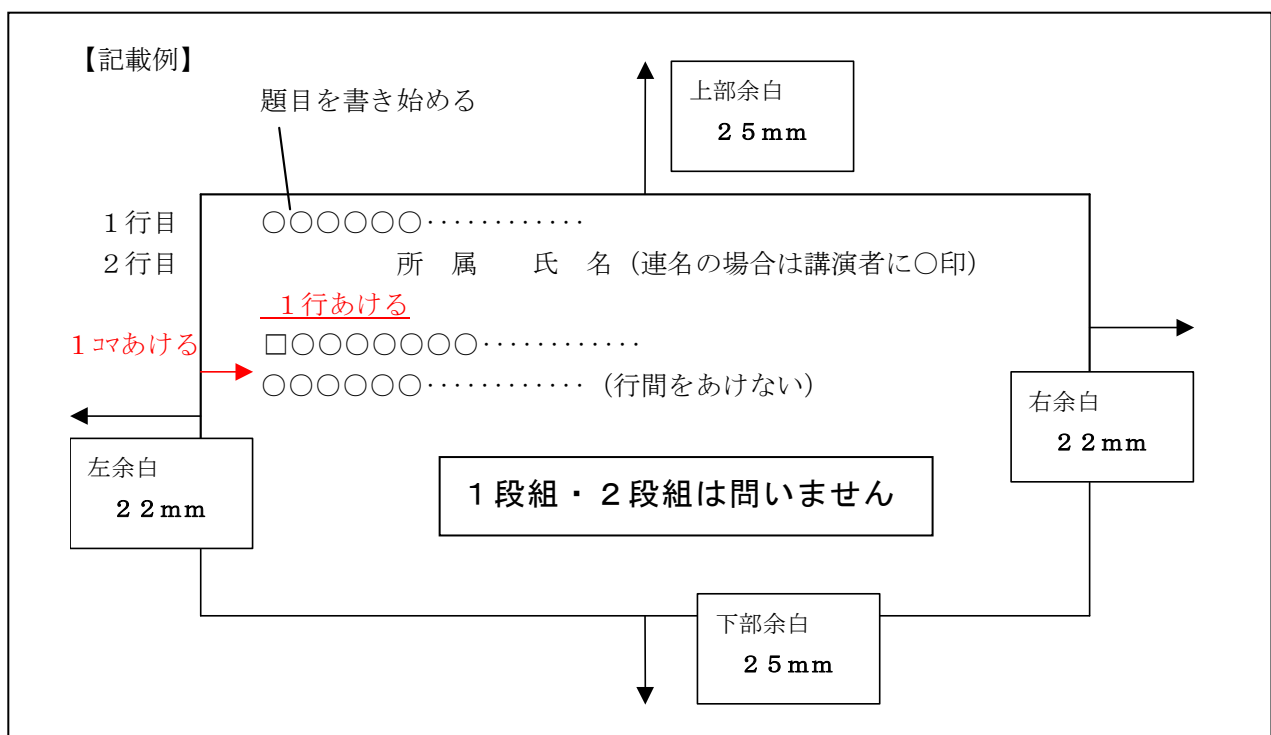 【記載例】
題目を書き始める
上部余白
２５mm
１行目
○○○○○○‥‥‥‥‥‥
２行目
所　属　　氏　名（連名の場合は講演者に○印）
１行あける
１ｺﾏあける
□○○○○○○○‥‥‥‥‥‥
○○○○○○‥‥‥‥‥‥（行間をあけない）
右余白
２２mm
左余白
２２mm
１段組・２段組は問いません
下部余白
２５mm